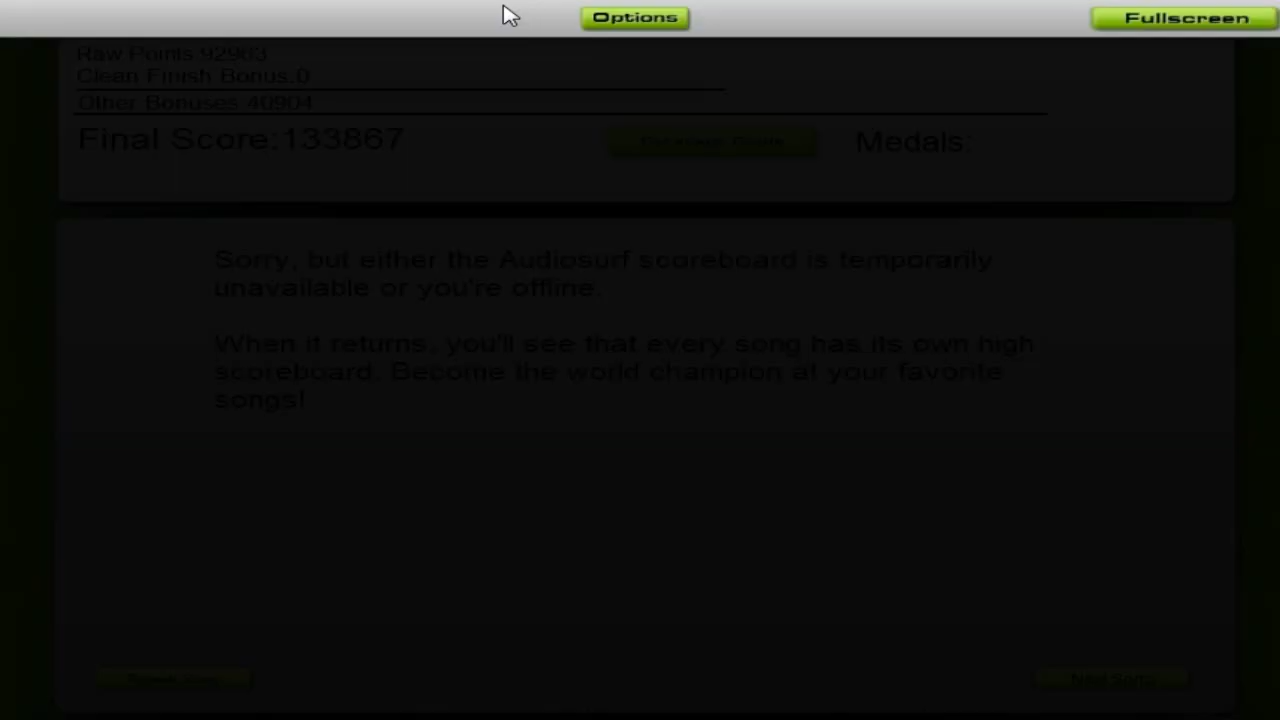 Options
Fullscreen
Raw Points 92903
Clean Finish Bonus:0
Other Bonuses 40904
Final Score:133867
Medals:
Sorry, but either the Audiosurf scoreboard is temporarily
unavailable or you're offline.
When it returns, you'll see that every song has its own high
scoreboard. Become the world champion at your favorite
songs!